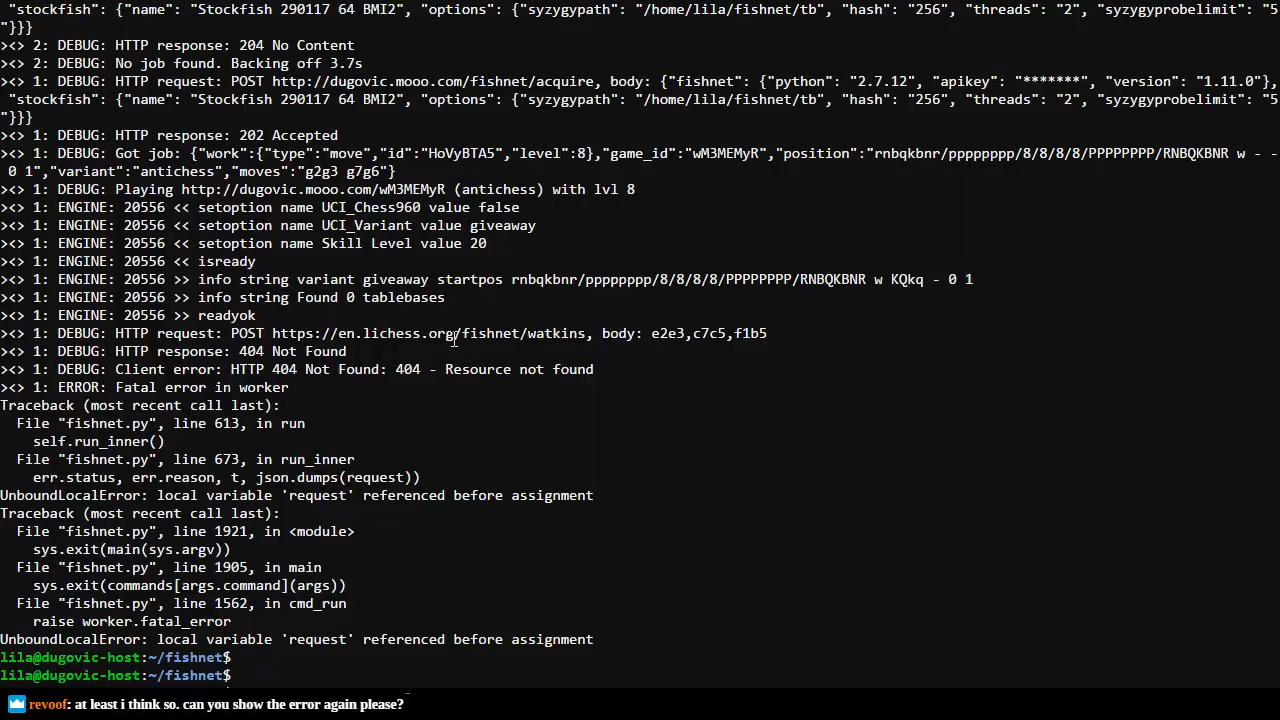 "stockfish": {"name": "Stockfish 290117 64 BMI2", "options": {"syzygypath": "/home/lila/fishnet/tb", "hash": "256", "threads": "2", "syzygyprobelimit": "5
"}}}
><> 2: DEBUG: HTTP response: 204 No Content
><> 2: DEBUG: No job found. Backing off 3.7s
><> 1: DEBUG: HTTP request: POST http://dugovic.mooo.com/fishnet/acquire, body: {"fishnet": {"python": "2.7.12", "apikey": "*******", "version": "1.11.0"},
"stockfish": {"name": "Stockfish 290117 64 BMI2", "options": {"syzygypath": "/home/lila/fishnet/tb", "hash": "256", "threads": "2", "syzygyprobelimit": "5
"}}}
><> 1: DEBUG: HTTP response: 202 Accepted
><> 1: DEBUG: Got job: {"work":{"type":"move","id":"HoVyBTA5","level":8},"game_id":"wM3MEMyR","position":"rnbqkbnr/pppppppp/8/8/8/8/PPPPPPPP/RNBQKBNR w - -
0 1","variant":"antichess","moves":"g2g3 g7g6"}
><> 1: DEBUG: Playing http://dugovic.mooo.com/wM3MEMyR (antichess) with lvl 8
><> 1: ENGINE: 20556 << setoption name UCI_Chess960 value false
><> 1: ENGINE: 20556 << setoption name UCI_Variant value giveaway
><> 1: ENGINE: 20556 << setoption name Skill Level value 20
><> 1: ENGINE: 20556 << isready
><> 1: ENGINE: 20556 >> info string variant giveaway startpos rnbqkbnr/pppppppp/8/8/8/8/PPPPPPPP/RNBQKBNR w KQkq - 0 1
><> 1: ENGINE: 20556 >> info string Found 0 tablebases
><> 1: ENGINE: 20556 >> readyok
><> 1: DEBUG: HTTP request: POST https://en.lichess.org/fishnet/watkins, body: e2e3,c7c5,f1b5
><> 1: DEBUG: HTTP response: 404 Not Found
><> 1: DEBUG: Client error: HTTP 404 Not Found: 404 - Resource not found
><> 1: ERROR: Fatal error in worker
Traceback (most recent call last):
File "fishnet.py", line 613, in run
self.run_inner()
File "fishnet.py", line 673, in run_inner
err.status, err.reason, t, json.dumps(request))
UnboundLocalError: local variable 'request' referenced before assignment
Traceback (most recent call last):
File "fishnet.py", line 1921, in <module>
sys.exit(main(sys.argv))
File "fishnet.py", line 1905, in main
sys.exit(commands[args.command](args))
File "fishnet.py", line 1562, in cmd_run
raise worker.fatal_error
UnboundLocalError: local variable 'request' referenced before assignment
lila@dugovic-host:~/fishnet$
lila@dugovic-host:~/fishnet$
revoof: at least i think so. can you show the error again please?